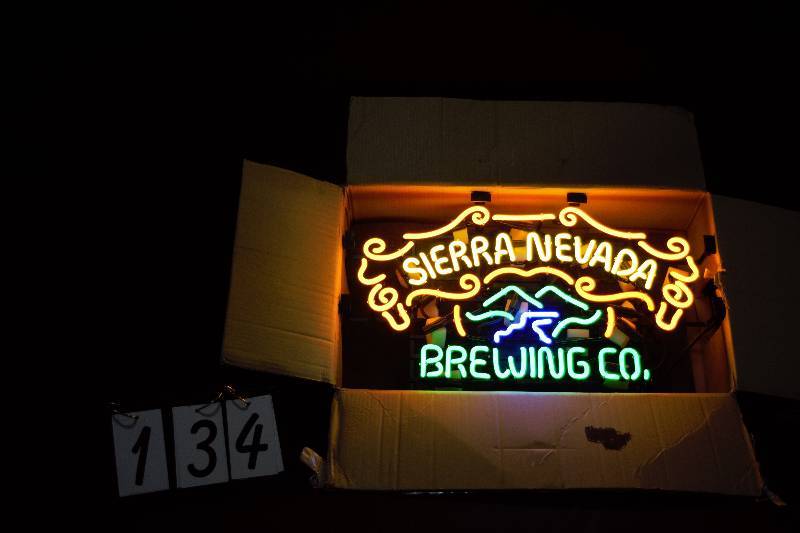 SIERRA NEVADA
BREWING CO.
134